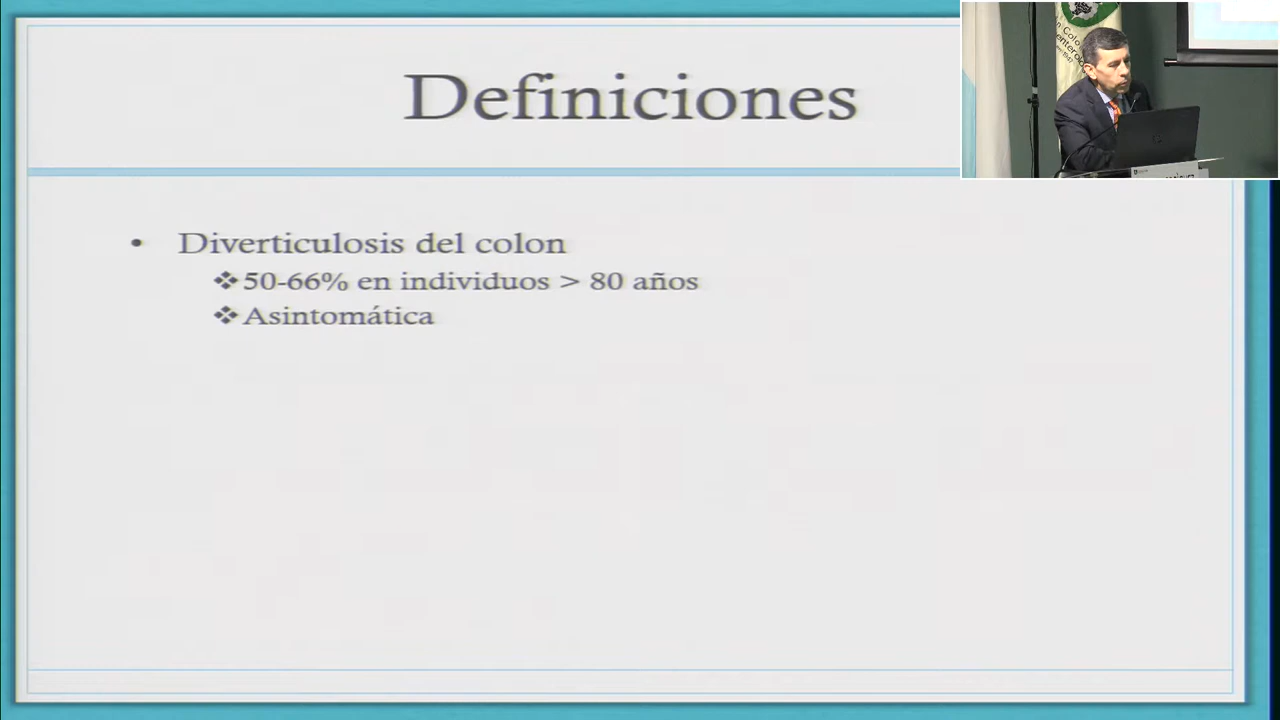 Definiciones
• Diverticulosis del colon
❖50-66% en individuos > 80 años
❖Asintomática